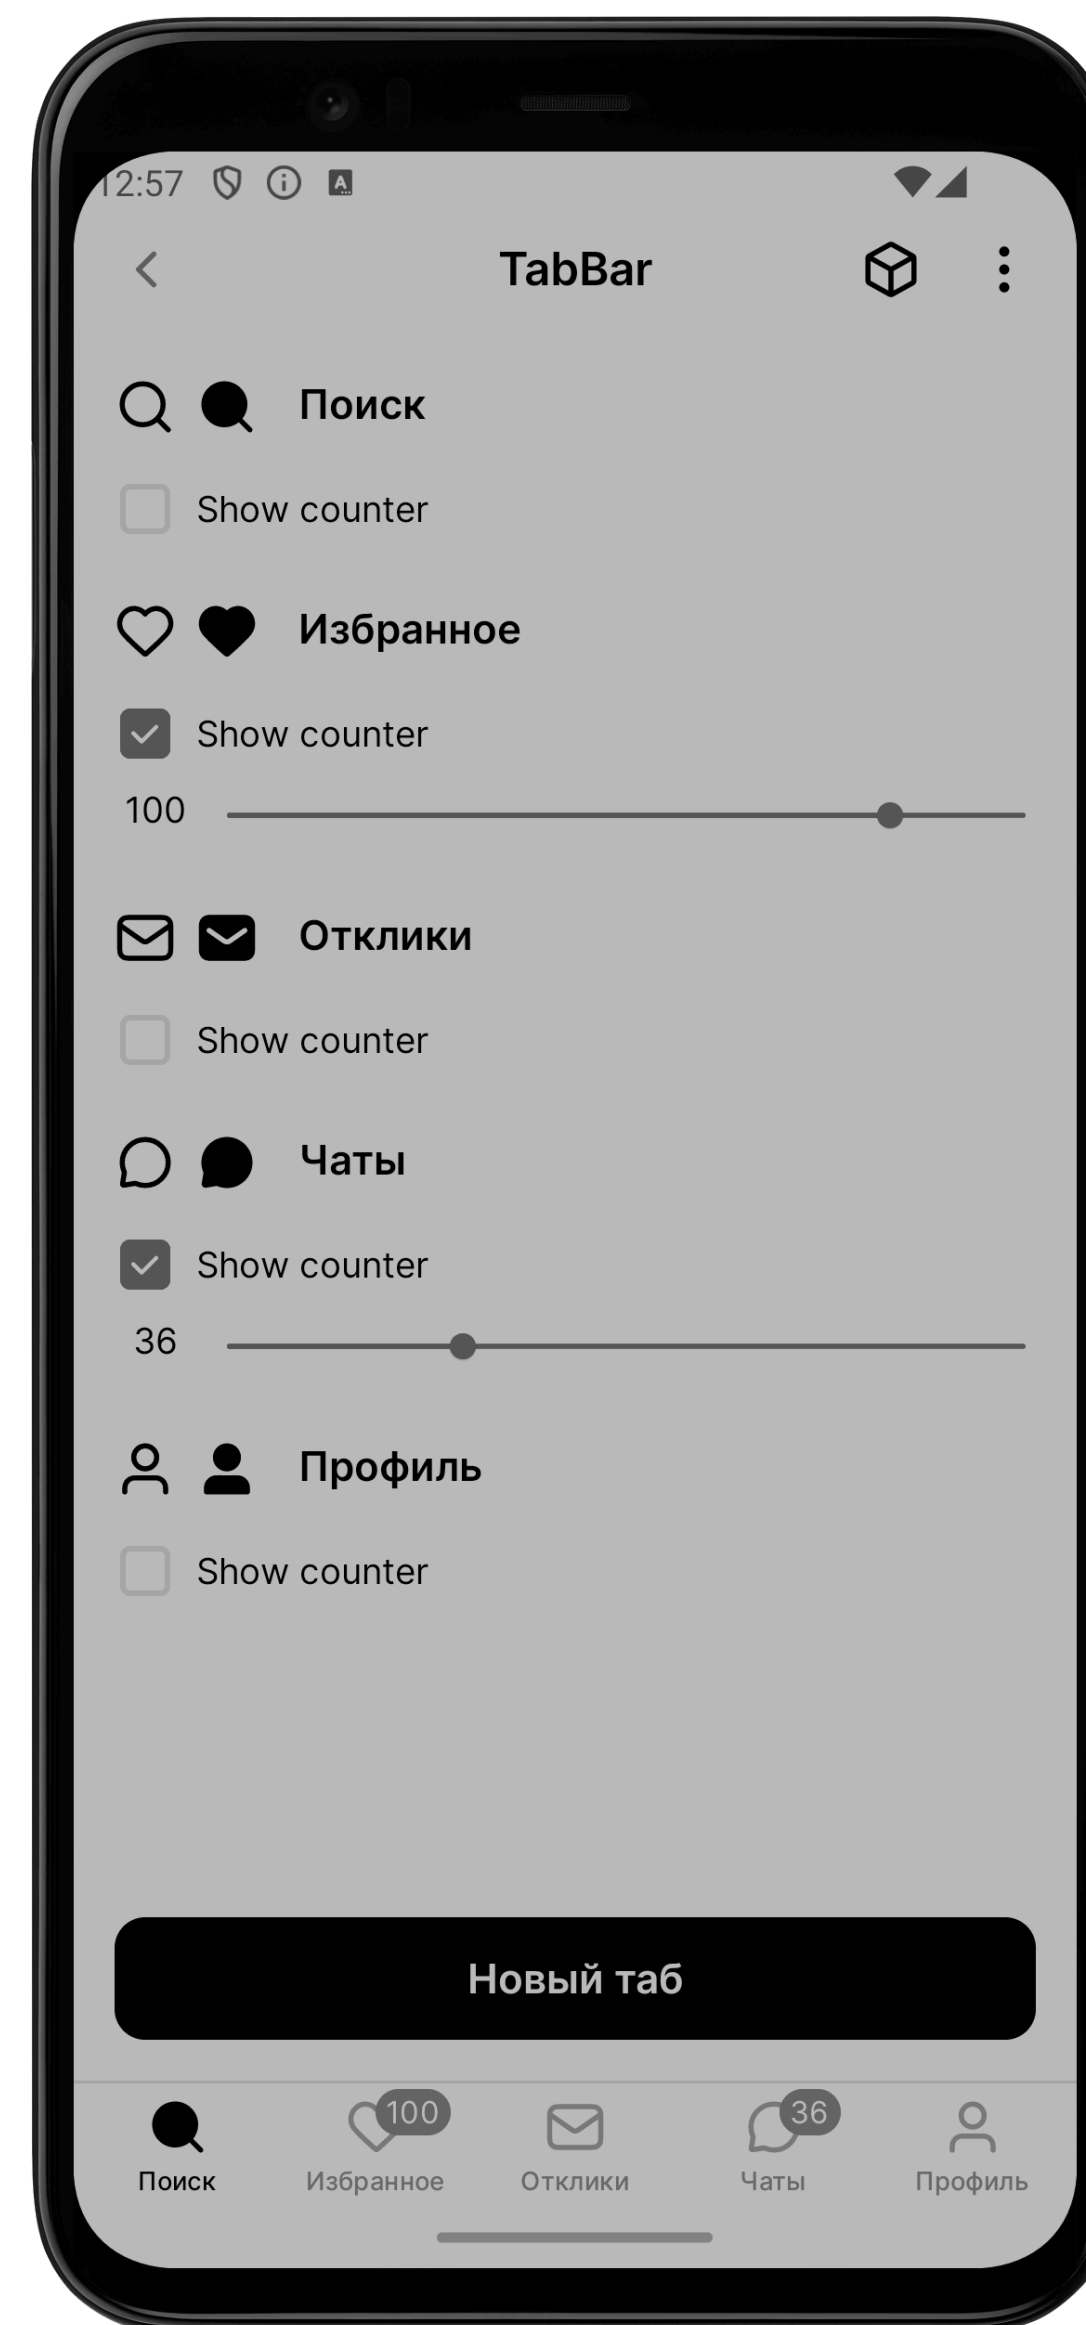 12:57
TabBar
Поиск
Show counter
Избранное
Show counter
100
Отклики
Show counter
Чаты
Show counter
36
Профиль
Show counter
Новый таб
100
36
Поиск
Избранное
Отклики
Чаты
Профиль